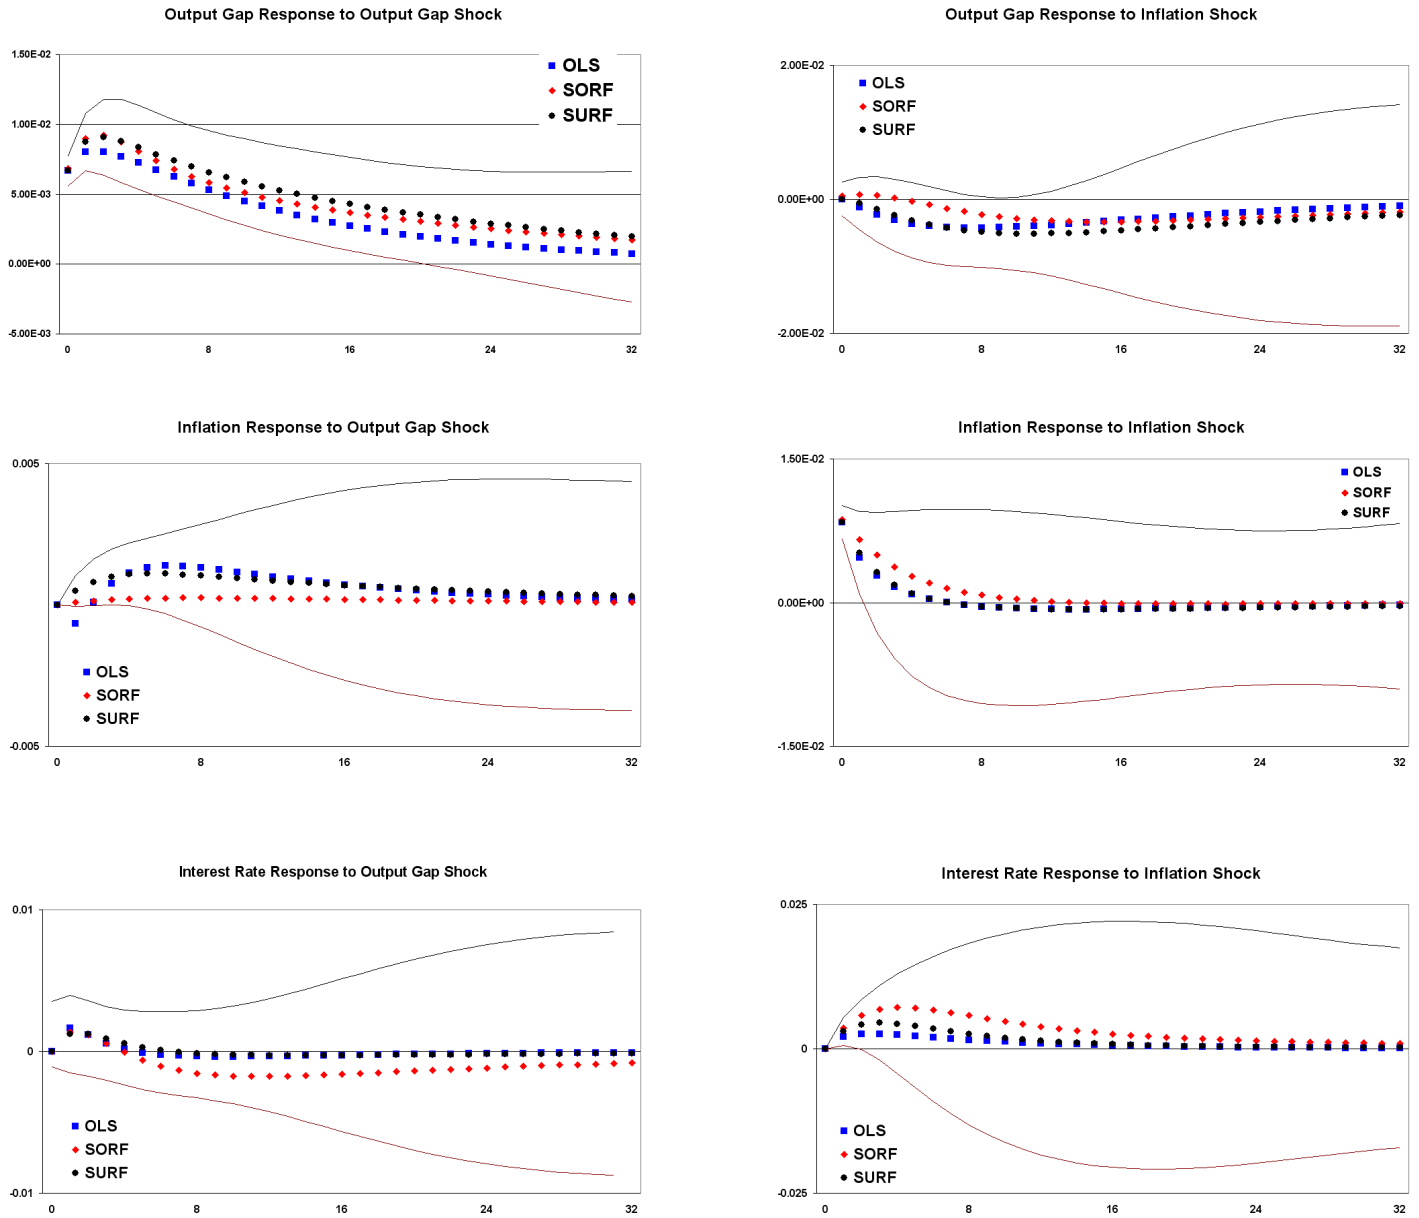 Output Gap Response to Output Gap Shock
1.50E-02
1.00E-02
5.00E-03
0.00E+00
-5.00E-03
OLS
SORF
SURF
0 8 16 24 32
Output Gap Response to Inflation Shock
2.00E-02
0.00E+00
-2.00E-02
OLS
SORF
SURF
0 8 16 24 32
Inflation Response to Output Gap Shock
0.005
-0.005
OLS
SORF
SURF
0 8 16 24 32
Inflation Response to Inflation Shock
1.50E-02
0.00E+00
-1.50E-02
OLS
SORF
SURF
0 8 16 24 32
Interest Rate Response to Output Gap Shock
0.01
0
-0.01
OLS
SORF
SURF
0 8 16 24 32
Interest Rate Response to Inflation Shock
0.025
0
-0.025
OLS
SORF
SURF
0 8 16 24 32